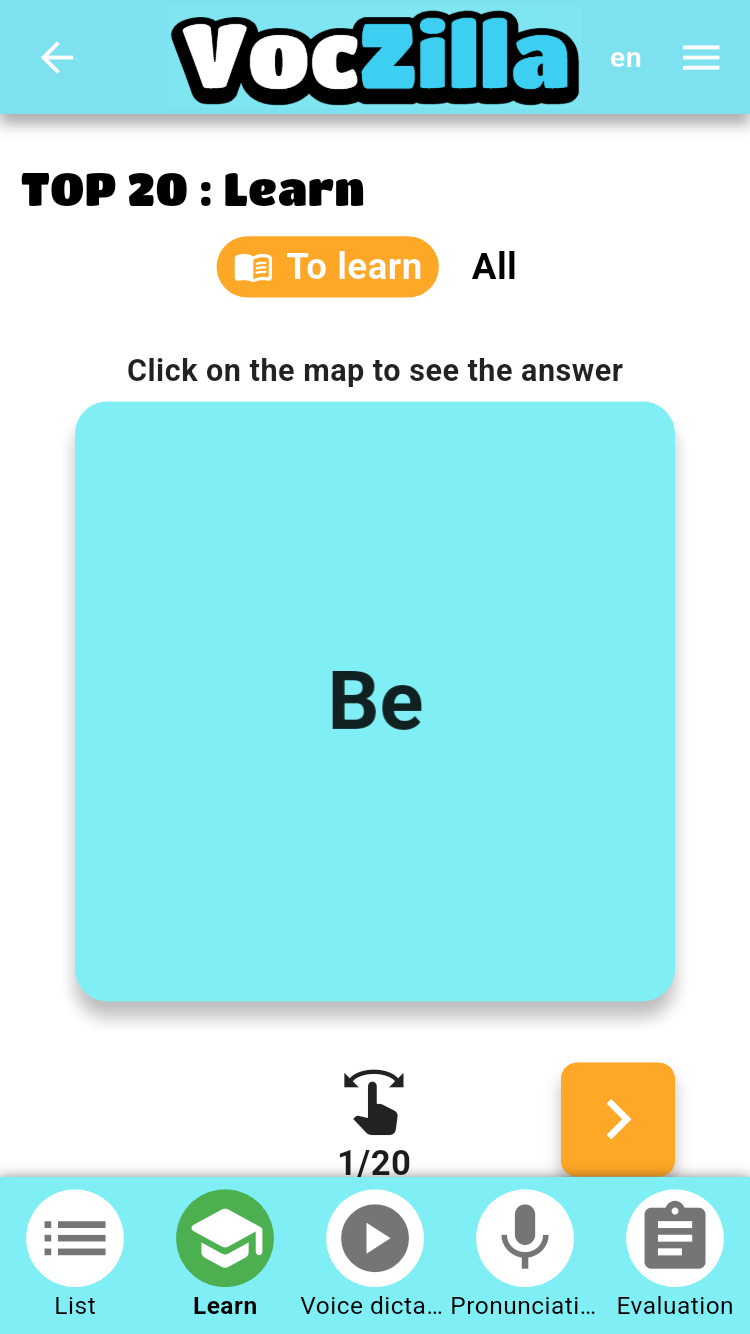 VocZilla
en
TOP 20 : Learn
To learn
All
Click on the map to see the answer
Be
1/20
List
Learn
Voice dicta...
Pronunciati...
Evaluation